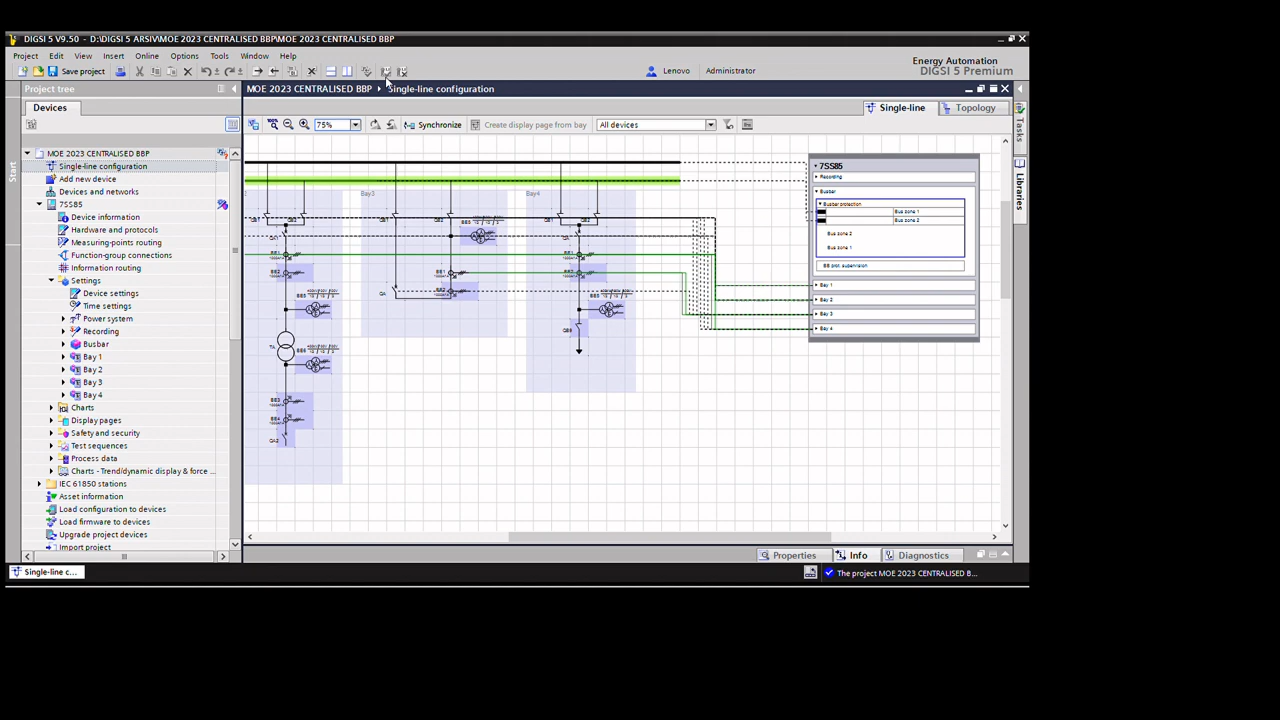 DIGSI 5 V9.50 - D:\DIGSI 5 ARSIV\MOE 2023 CENTRALISED BBP\MOE 2023 CENTRALISED BBP
Project Edit View Insert Online Options Tools Window Help
Energy Automation
DIGSI 5 Premium
Save project
Lenovo Administrator
Project tree
MOE 2023 CENTRALISED BBP Single-line configuration
Devices
Single-line Topology
75%
Synchronize
Create display page from bay
All devices
Start
Tasks
Libraries
MOE 2023 CENTRALISED BBP
Single-line configuration
Add new device
Devices and networks
7SS85
Device information
Hardware and protocols
Measuring-points routing
Function-group connections
Information routing
Settings
Device settings
Time settings
Power system
Recording
Busbar
Bay 1
Bay 2
Bay 3
Bay 4
Charts
Display pages
Safety and security
Test sequences
Process data
Charts - Trend/dynamic display & force ...
IEC 61850 stations
Asset information
Load configuration to devices
Load firmware to devices
Upgrade project devices
Import project
Bay3
Bay4
QA
QA2
7SS85
Recording
Busbar
Busbar protection
Bus zone 1
Bus zone 2
Bus zone 2
Bus zone 1
BB prot. supervision
Bay 1
Bay 2
Bay 3
Bay 4
Properties Info Diagnostics
Single-line c...
The project MOE 2023 CENTRALISED B...